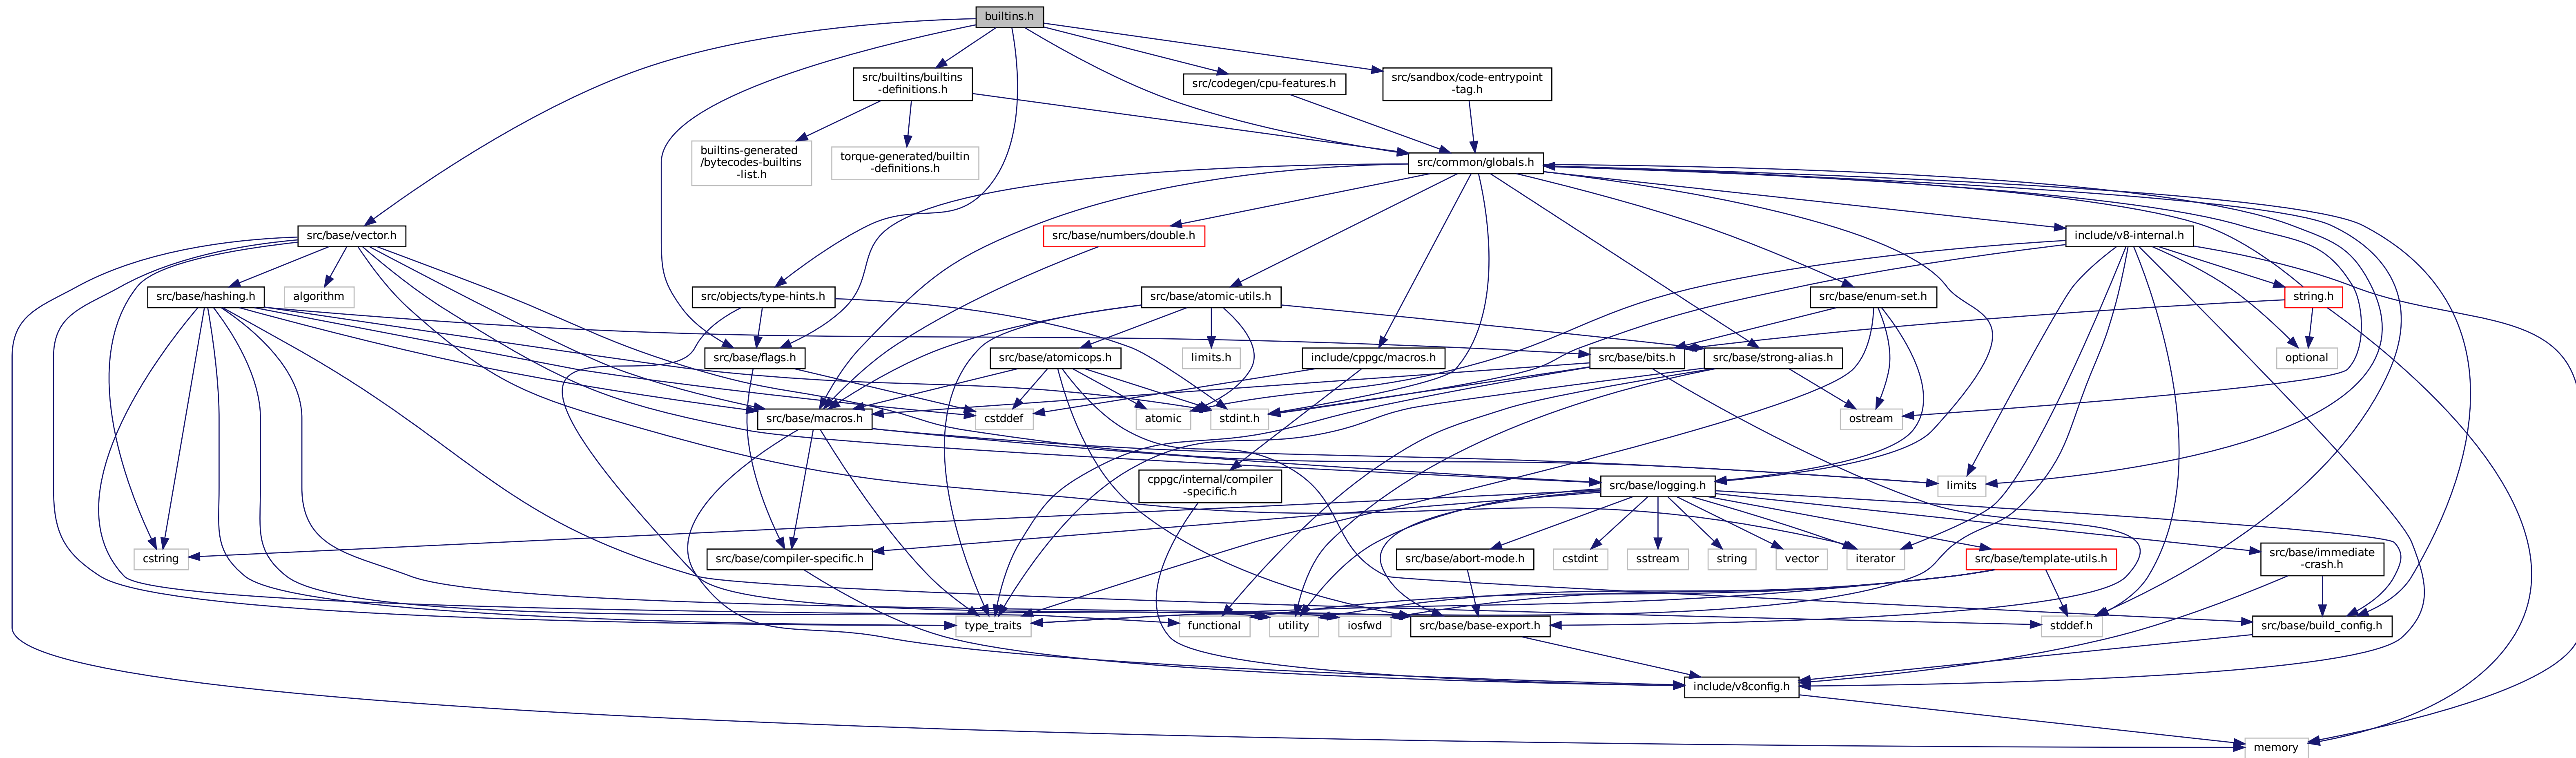 builtins.h
src/builtins/builtins
-definitions.h
src/codegen/cpu-features.h
src/sandbox/code-entrypoint
-tag.h
builtins-generated
/bytecodes-builtins
-list.h
torque-generated/builtin
-definitions.h
src/common/globals.h
src/base/vector.h
src/base/numbers/double.h
include/v8-internal.h
src/base/hashing.h
algorithm
src/objects/type-hints.h
src/base/atomic-utils.h
src/base/enum-set.h
string.h
src/base/flags.h
src/base/atomicops.h
limits.h
include/cppgc/macros.h
src/base/bits.h
src/base/strong-alias.h
optional
src/base/macros.h
cstddef
atomic
stdint.h
ostream
cppgc/internal/compiler
-specific.h
src/base/logging.h
limits
cstring
src/base/compiler-specific.h
src/base/abort-mode.h
cstdint
sstream
string
vector
iterator
src/base/template-utils.h
src/base/immediate
-crash.h
type_traits
functional
utility
iosfwd
src/base/base-export.h
stddef.h
src/base/build_config.h
include/v8config.h
memory